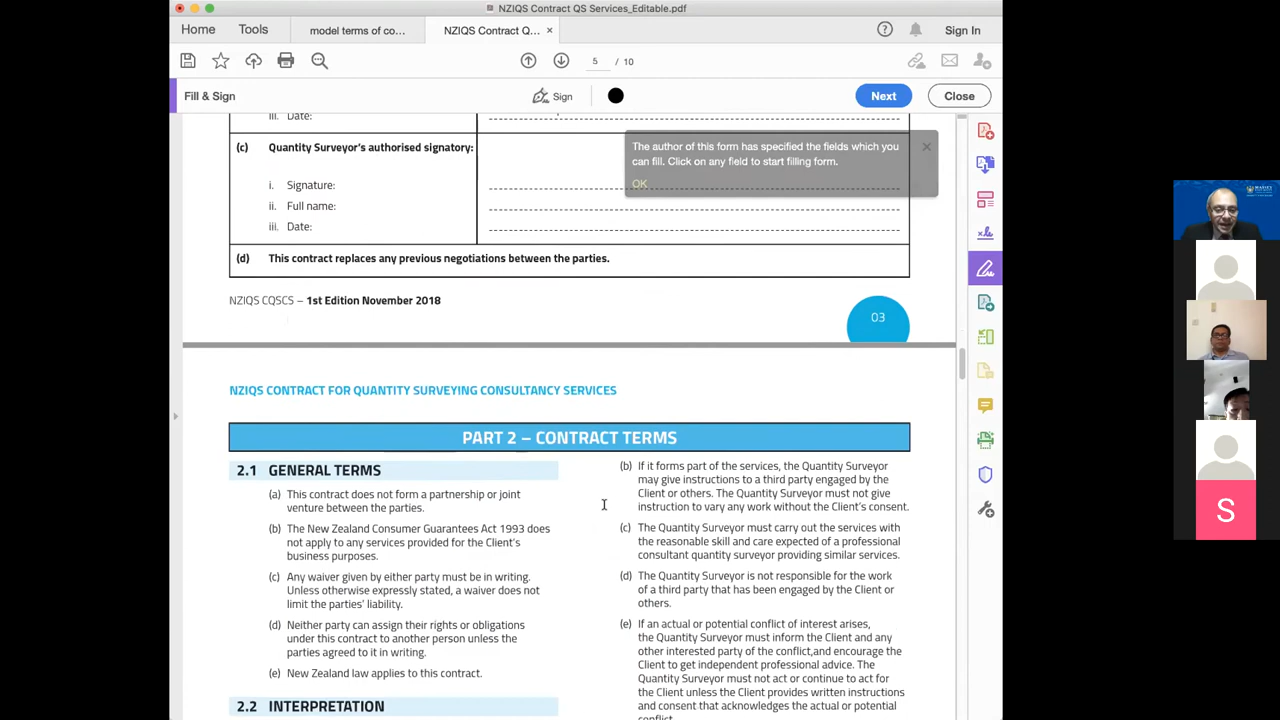 NZIQS Contract QS Services_Editable.pdf
Home
Tools
model terms of co...
NZIQS Contract Q...
Sign In
5 / 10
Fill & Sign
Sign
Next
Close
iii. Date:
(c) Quantity Surveyor's authorised signatory:
i. Signature:
ii. Full name:
iii. Date:
The author of this form has specified the fields which you
can fill. Click on any field to start filling form.
OK
(d) This contract replaces any previous negotiations between the parties.
NZIQS CQSCS – 1st Edition November 2018
03
NZIQS CONTRACT FOR QUANTITY SURVEYING CONSULTANCY SERVICES
PART 2 – CONTRACT TERMS
2.1 GENERAL TERMS
(a) This contract does not form a partnership or joint
venture between the parties.
(b) The New Zealand Consumer Guarantees Act 1993 does
not apply to any services provided for the Client's
business purposes.
(c) Any waiver given by either party must be in writing.
Unless otherwise expressly stated, a waiver does not
limit the parties' liability.
(d) Neither party can assign their rights or obligations
under this contract to another person unless the
parties agreed to it in writing.
(e) New Zealand law applies to this contract.
2.2 INTERPRETATION
(b) If it forms part of the services, the Quantity Surveyor
may give instructions to a third party engaged by the
Client or others. The Quantity Surveyor must not give
instruction to vary any work without the Client's consent.
(c) The Quantity Surveyor must carry out the services with
the reasonable skill and care expected of a professional
consultant quantity surveyor providing similar services.
(d) The Quantity Surveyor is not responsible for the work
of a third party that has been engaged by the Client or
others.
(e) If an actual or potential conflict of interest arises,
the Quantity Surveyor must inform the Client and any
other interested party of the conflict,and encourage the
Client to get independent professional advice. The
Quantity Surveyor must not act or continue to act for
the Client unless the Client provides written instructions
and consent that acknowledges the actual or potential
conflict.
MASSEY
S